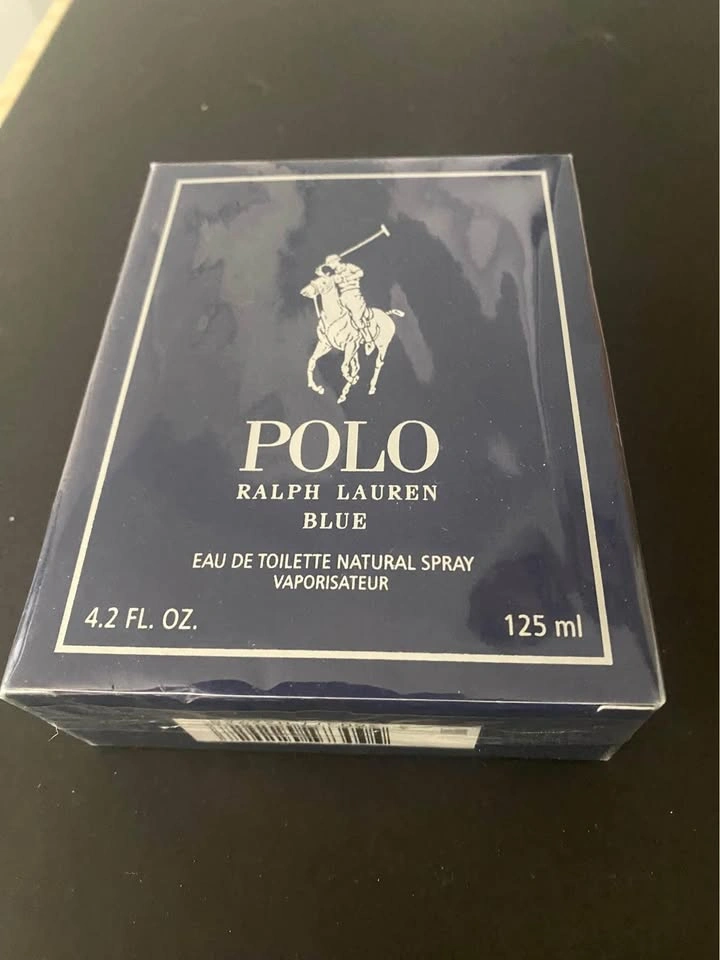 POLO
RALPH LAUREN
BLUE
EAU DE TOILETTE NATURAL SPRAY
VAPORISATEUR
4.2 FL. OZ.
125 ml